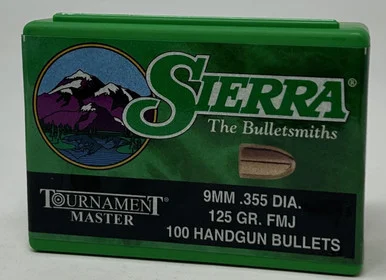 SIERRA®
The Bulletsmiths
TOURNAMENT®
MASTER
9MM .355 DIA.
125 GR. FMJ
100 HANDGUN BULLETS